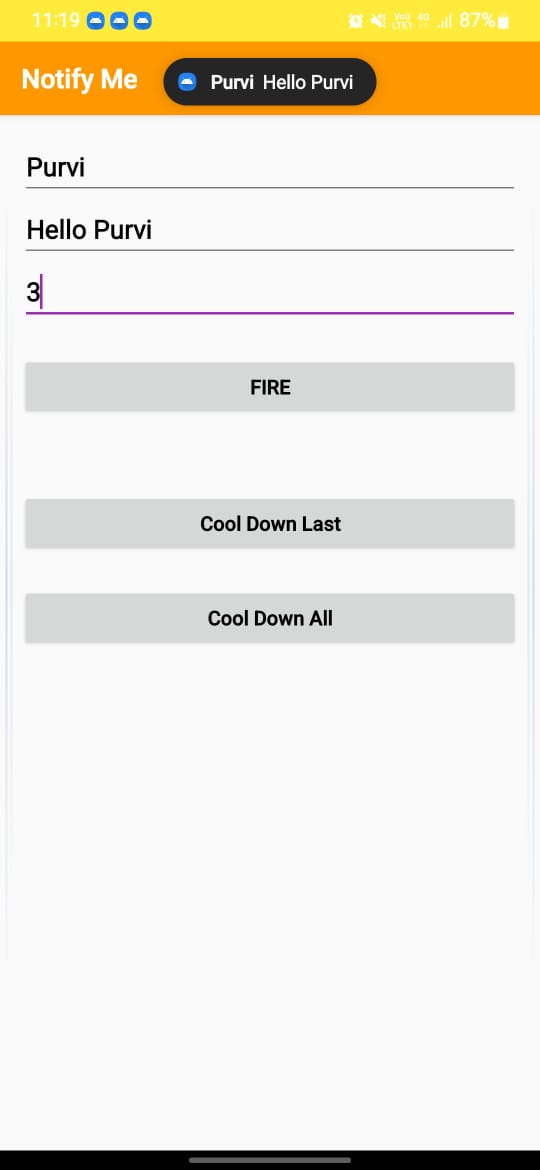 11:19 Vo)) 4G LTE1 87%
Notify Me
Purvi Hello Purvi
Purvi
Hello Purvi
3
FIRE
Cool Down Last
Cool Down All